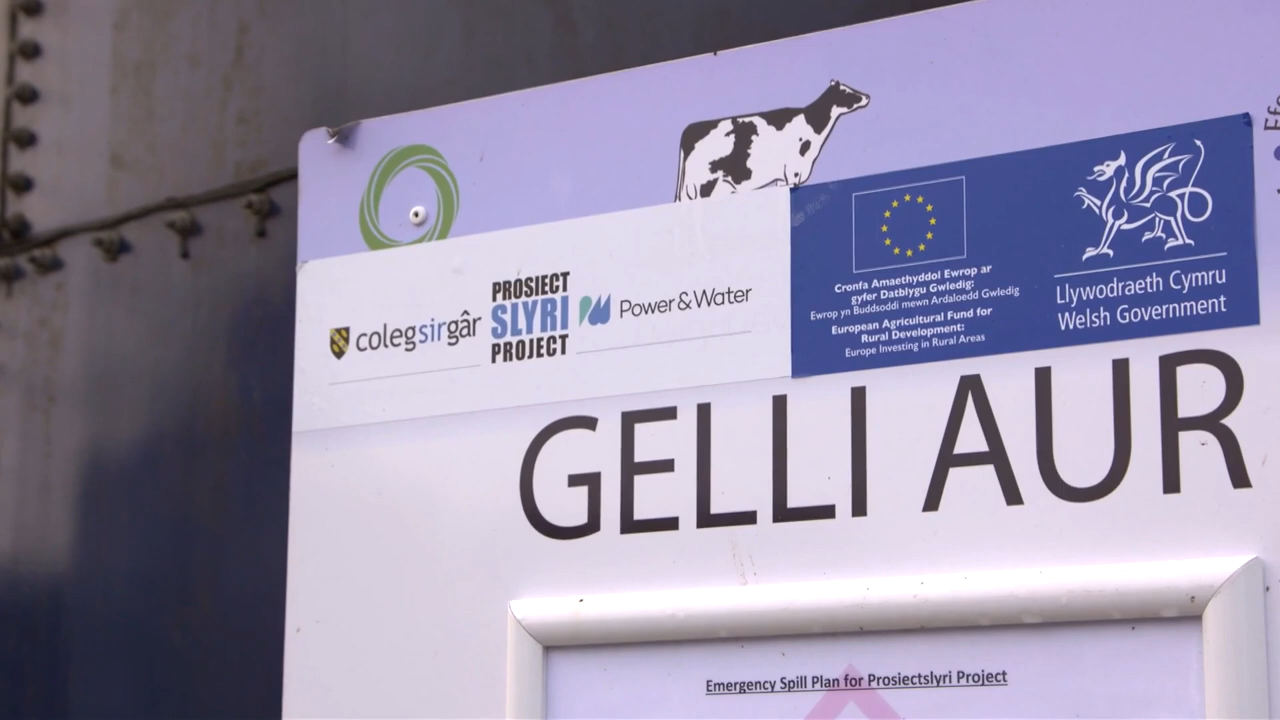 colegsirgâr
PROSIECT
SLYRI
PROJECT
Power & Water
Cronfa Amaethyddol Ewrop ar
gyfer Datblygu Gwledig:
Ewrop yn Buddsoddi mewn Ardaloedd Gwledig
European Agricultural Fund for
Rural Development:
Europe Investing in Rural Areas
Llywodraeth Cymru
Welsh Government
GELLI AUR
Emergency Spill Plan for Prosiectslyri Project